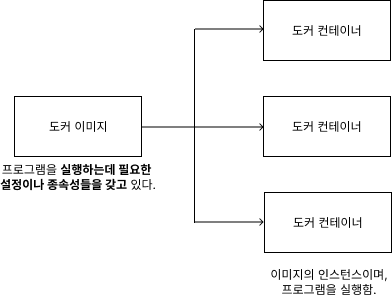 도커 컨테이너
도커 이미지
도커 컨테이너
프로그램을 실행하는데 필요한
설정이나 종속성들을 갖고 있다.
도커 컨테이너
이미지의 인스턴스이며,
프로그램을 실행함.